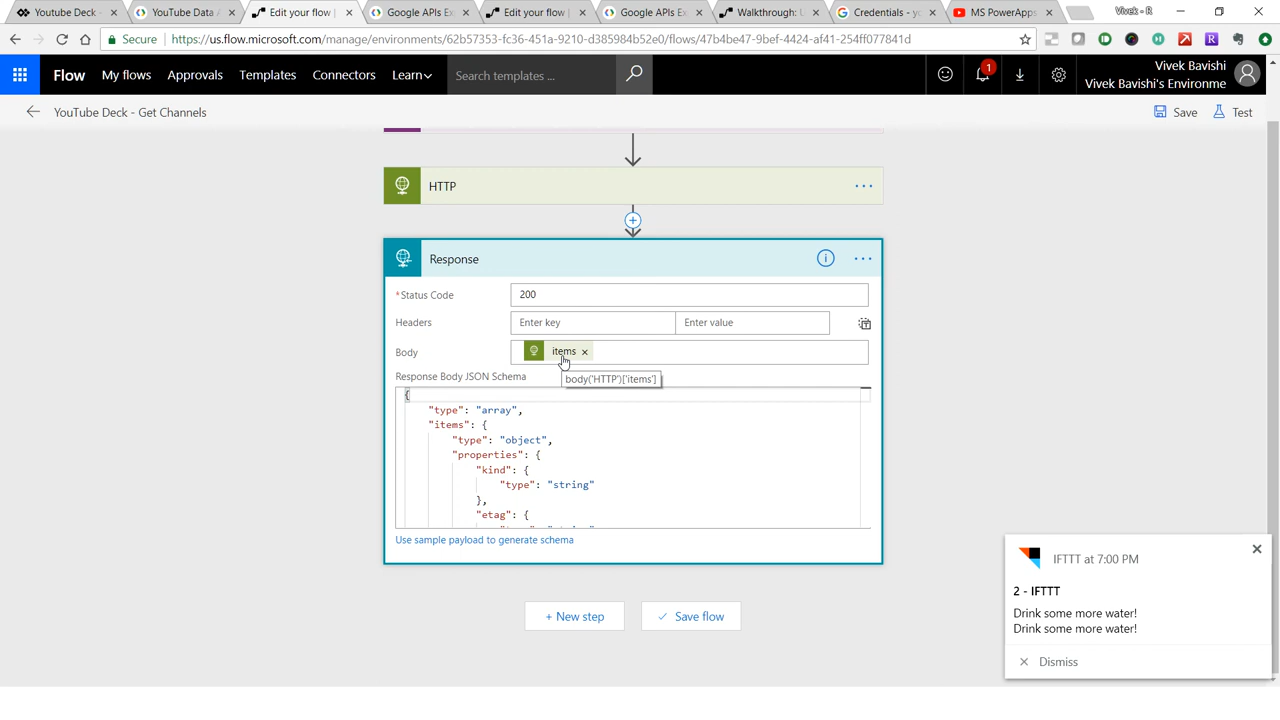 Youtube Deck -
YouTube Data A
Edit your flow |
Google APIs Ex
Edit your flow |
Google APIs Ex
Walkthrough: U
Credentials - yo
MS PowerApps
Vivek - R
Secure
https://us.flow.microsoft.com/manage/environments/62b57353-fc36-451a-9210-d385984b52e0/flows/47b4be47-9bef-4424-af41-254ff077841d
Flow
My flows
Approvals
Templates
Connectors
Learn
Search templates ...
1
Vivek Bavishi
Vivek Bavishi's Environme
YouTube Deck - Get Channels
Save
Test
HTTP
...
Response
...
*Status Code
200
Headers
Enter key
Enter value
Body
items ×
body('HTTP')['items']
Response Body JSON Schema
{
"type": "array",
"items": {
"type": "object",
"properties": {
"kind": {
"type": "string"
},
"etag": {
Use sample payload to generate schema
+ New step
Save flow
IFTTT at 7:00 PM
2 - IFTTT
Drink some more water!
Drink some more water!
Dismiss